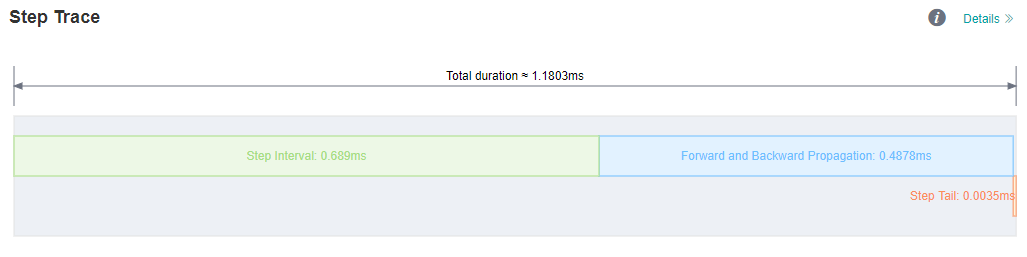 Step Trace
Details
Total duration ≈ 1.1803ms
Step Interval: 0.689ms
Forward and Backward Propagation: 0.4878ms
Step Tail: 0.0035ms